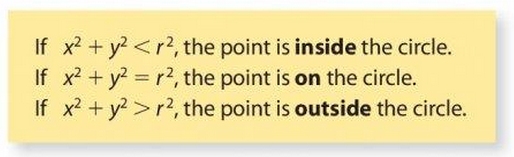 If x² + y² < r², the point is inside the circle.
If x² + y² = r², the point is on the circle.
If x² + y² > r², the point is outside the circle.